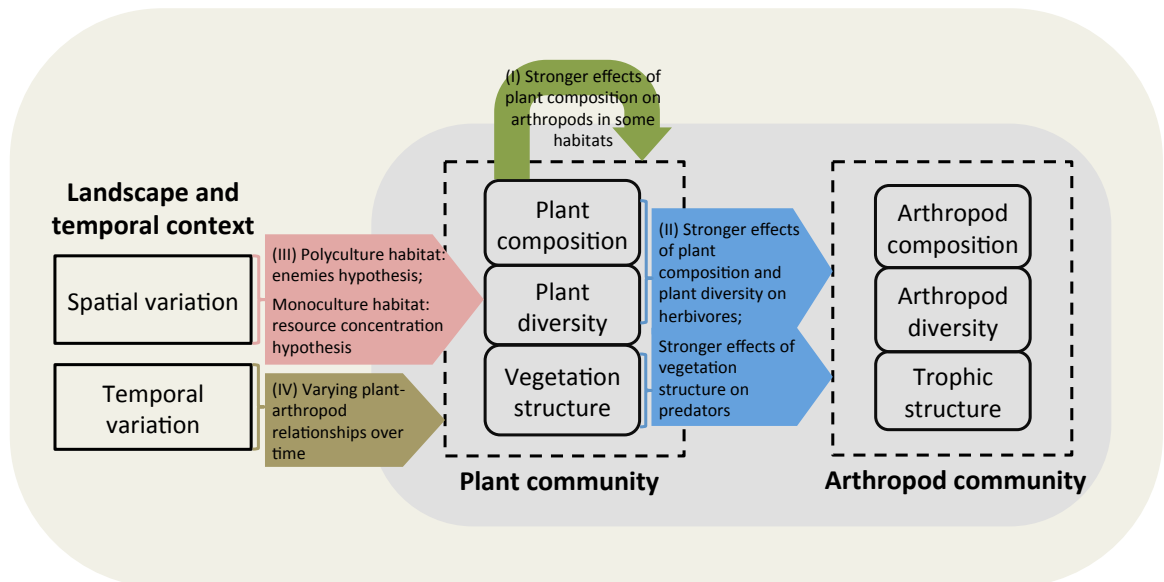 (I) Stronger effects of
plant composition on
arthropods in some
habitats
Landscape and
temporal context
Spatial variation
Temporal
variation
(III) Polyculture habitat:
enemies hypothesis;
Monoculture habitat:
resource concentration
hypothesis
(IV) Varying plant-
arthropod
relationships over
time
Plant
composition
Plant
diversity
Vegetation
structure
Plant community
(II) Stronger effects
of plant
composition and
plant diversity on
herbivores;
Stronger effects of
vegetation
structure on
predators
Arthropod
composition
Arthropod
diversity
Trophic
structure
Arthropod community